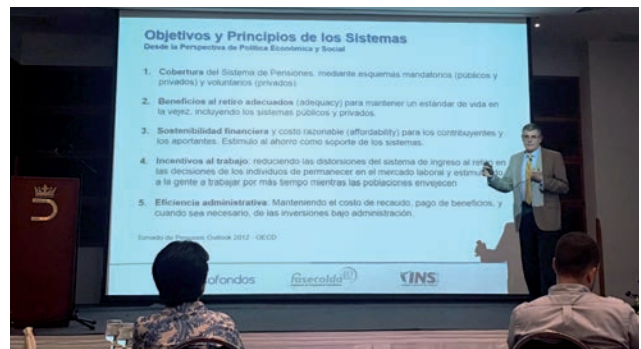 Objetivos y Principios de los Sistemas
Desde la Perspectiva de Política Económica y Social
1. Cobertura del Sistema de Pensiones, mediante esquemas mandatorios (públicos y
privados) y voluntarios (privados).
2. Beneficios al retiro adecuados (adequacy) para mantener un estándar de vida en
la vejez, incluyendo los sistemas públicos y privados.
3. Sostenibilidad financiera y costo razonable (affordability) para los contribuyentes y
los aportantes. Estímulo al ahorro como soporte de los sistemas.
4. Incentivos al trabajo: reduciendo las distorsiones del sistema de ingreso al retiro en
las decisiones de los individuos de permanecer en el mercado laboral y
a la gente a trabajar por más tiempo mientras las poblaciones envejecen
5. Eficiencia administrativa: Manteniendo el costo de recaudo, pago de beneficios, y
cuando sea necesario, de las inversiones bajo administración.
Tomado de Pensions Outlook 2012 - OECD
ofondos fasecolda INS